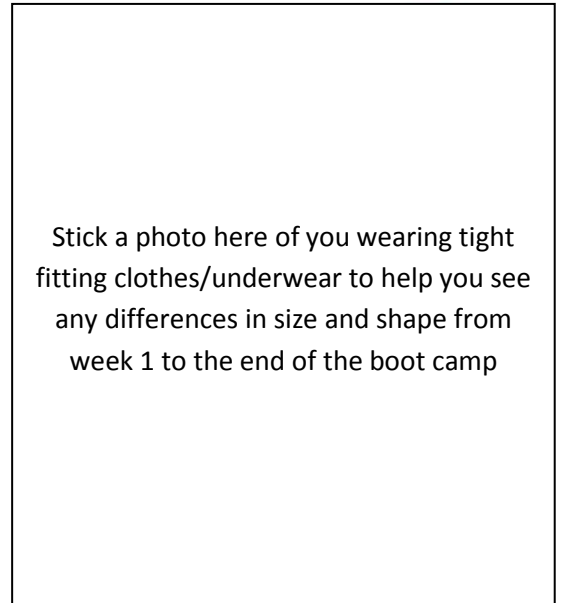 Stick a photo here of you wearing tight
fitting clothes/underwear to help you see
any differences in size and shape from
week 1 to the end of the boot camp